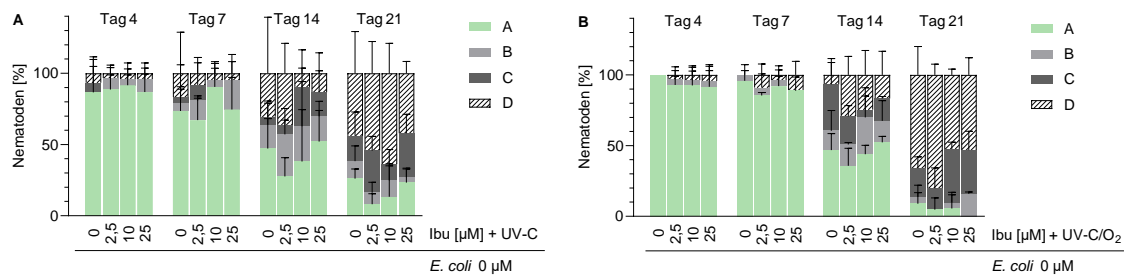 A
Tag 4 Tag 7 Tag 14 Tag 21
A
B
C
D
Nematoden [%]
100
50
0
0 2,5 10 25 0 2,5 10 25 0 2,5 10 25 0 2,5 10 25 Ibu [µM] + UV-C
E. coli 0 µM
B
Tag 4 Tag 7 Tag 14 Tag 21
A
B
C
D
Nematoden [%]
100
50
0
0 2,5 10 25 0 2,5 10 25 0 2,5 10 25 0 2,5 10 25 Ibu [µM] + UV-C/O₂
E. coli 0 µM